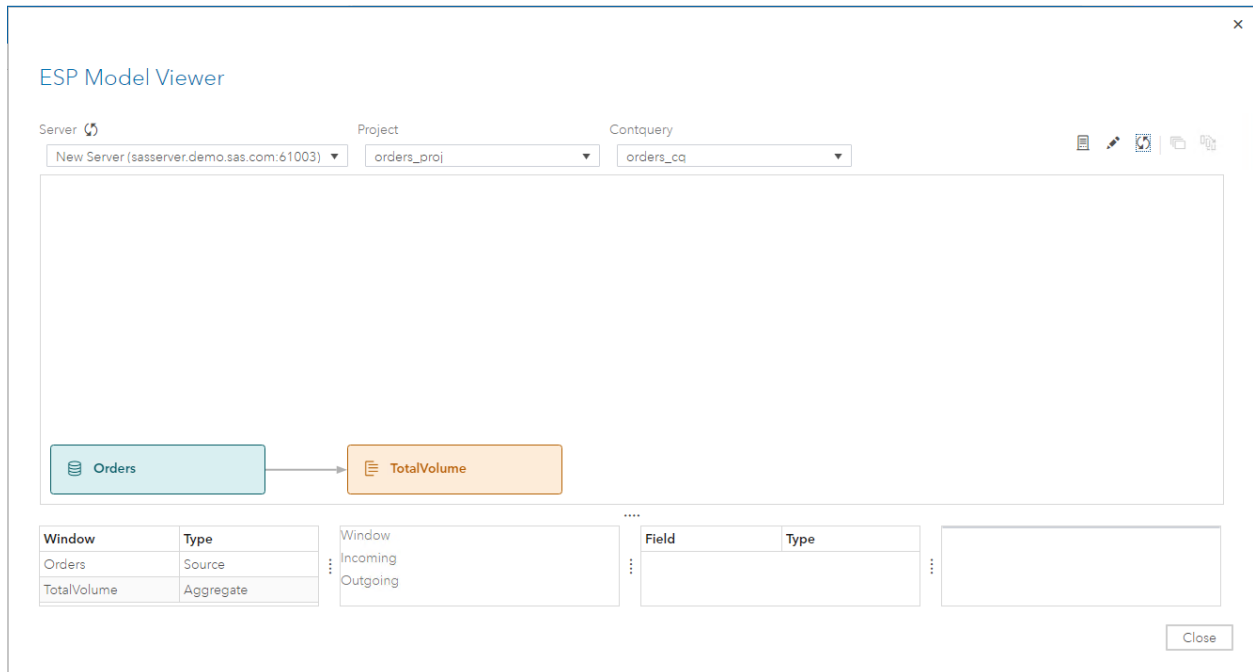 ×
ESP Model Viewer
Server Project Contquery
New Server (sasserver.demo.sas.com:61003) orders_proj orders_cq
Orders TotalVolume
Window Type
Orders Source
TotalVolume Aggregate
Window
Incoming
Outgoing
Field Type
Close